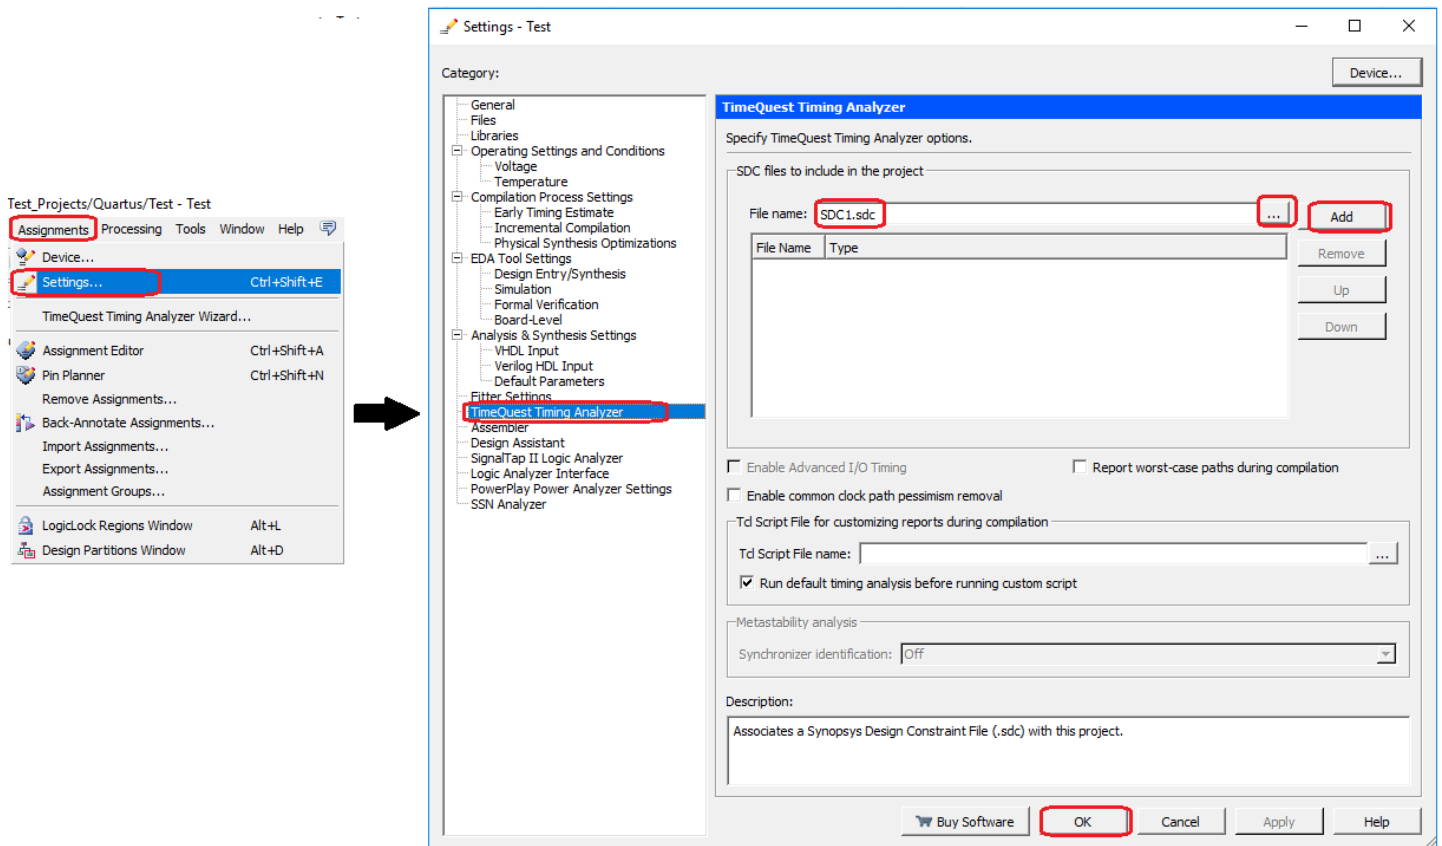 Test_Projects/Quartus/Test - Test
Assignments Processing Tools Window Help
Device...
Settings... Ctrl+Shift+E
TimeQuest Timing Analyzer Wizard...
Assignment Editor Ctrl+Shift+A
Pin Planner Ctrl+Shift+N
Remove Assignments...
Back-Annotate Assignments...
Import Assignments...
Export Assignments...
Assignment Groups...
LogicLock Regions Window Alt+L
Design Partitions Window Alt+D
Settings - Test
Category:
Device...
General
Files
Libraries
Operating Settings and Conditions
Voltage
Temperature
Compilation Process Settings
Early Timing Estimate
Incremental Compilation
Physical Synthesis Optimizations
EDA Tool Settings
Design Entry/Synthesis
Simulation
Formal Verification
Board-Level
Analysis & Synthesis Settings
VHDL Input
Verilog HDL Input
Default Parameters
Fitter Settings
TimeQuest Timing Analyzer
Assembler
Design Assistant
SignalTap II Logic Analyzer
Logic Analyzer Interface
PowerPlay Power Analyzer Settings
SSN Analyzer
TimeQuest Timing Analyzer
Specify TimeQuest Timing Analyzer options.
SDC files to include in the project
File name: SDC1.sdc ... Add
File Name Type
Remove
Up
Down
Enable Advanced I/O Timing
Report worst-case paths during compilation
Enable common clock path pessimism removal
Tcl Script File for customizing reports during compilation
Tcl Script File name: ...
Run default timing analysis before running custom script
Metastability analysis
Synchronizer identification: Off
Description:
Associates a Synopsys Design Constraint File (.sdc) with this project.
Buy Software OK Cancel Apply Help